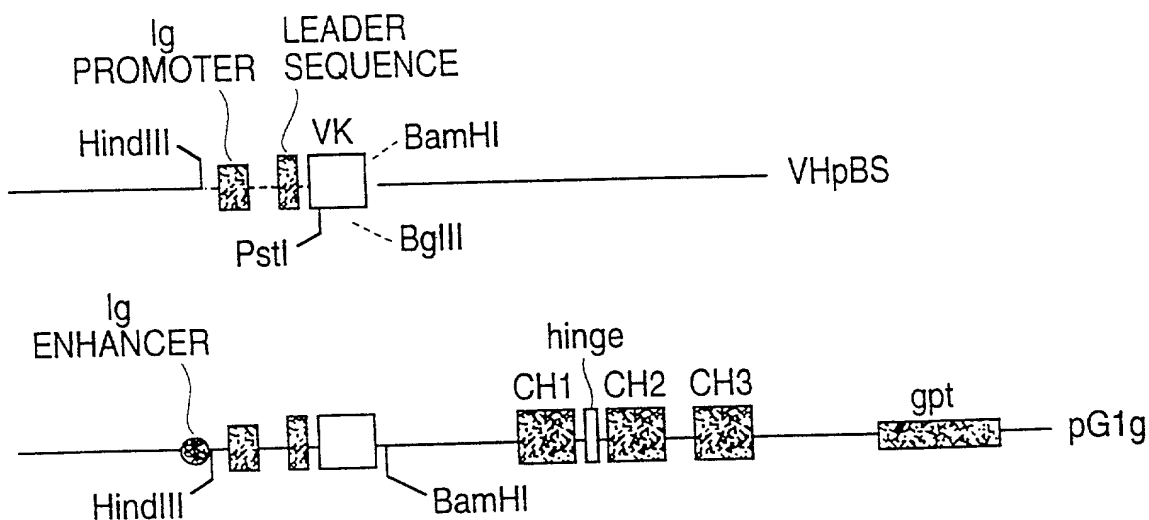 Ig
PROMOTER
LEADER
SEQUENCE
HindIII
VK
BamHI
VHpBS
PstI
BgIII
Ig
ENHANCER
hinge
CH1
CH2
CH3
gpt
pG1g
HindIII
BamHI